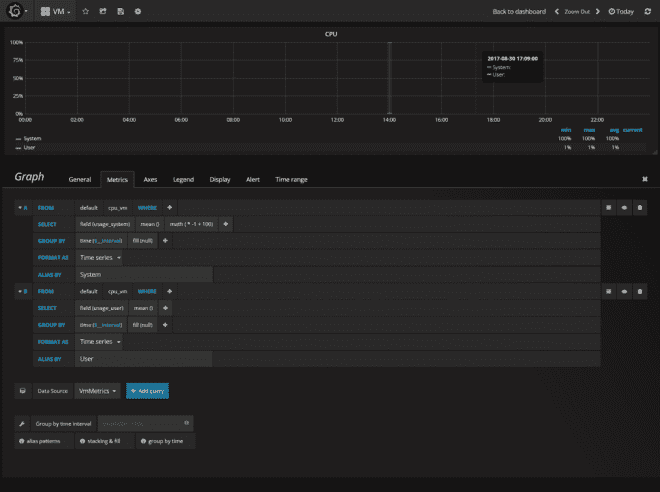 VM
Back to dashboard Zoom Out Today
CPU
100%
75%
50%
25%
0%
2017-08-30 17:09:00
System:
User:
00:00 02:00 04:00 06:00 08:00 10:00 12:00 14:00 16:00 18:00 20:00 22:00
min max avg current
System 100% 100% 100%
User 1% 1% 1%
Graph General Metrics Axes Legend Display Alert Time range
A FROM default cpu_vm WHERE +
SELECT field (usage_system) mean () math ( * -1 + 100) +
GROUP BY time ($__interval) fill (null) +
FORMAT AS Time series
ALIAS BY System
B FROM default cpu_vm WHERE +
SELECT field (usage_user) mean () +
GROUP BY time ($__interval) fill (null) +
FORMAT AS Time series
ALIAS BY User
Data Source VmMetrics + Add query
Group by time interval
alias patterns stacking & fill group by time